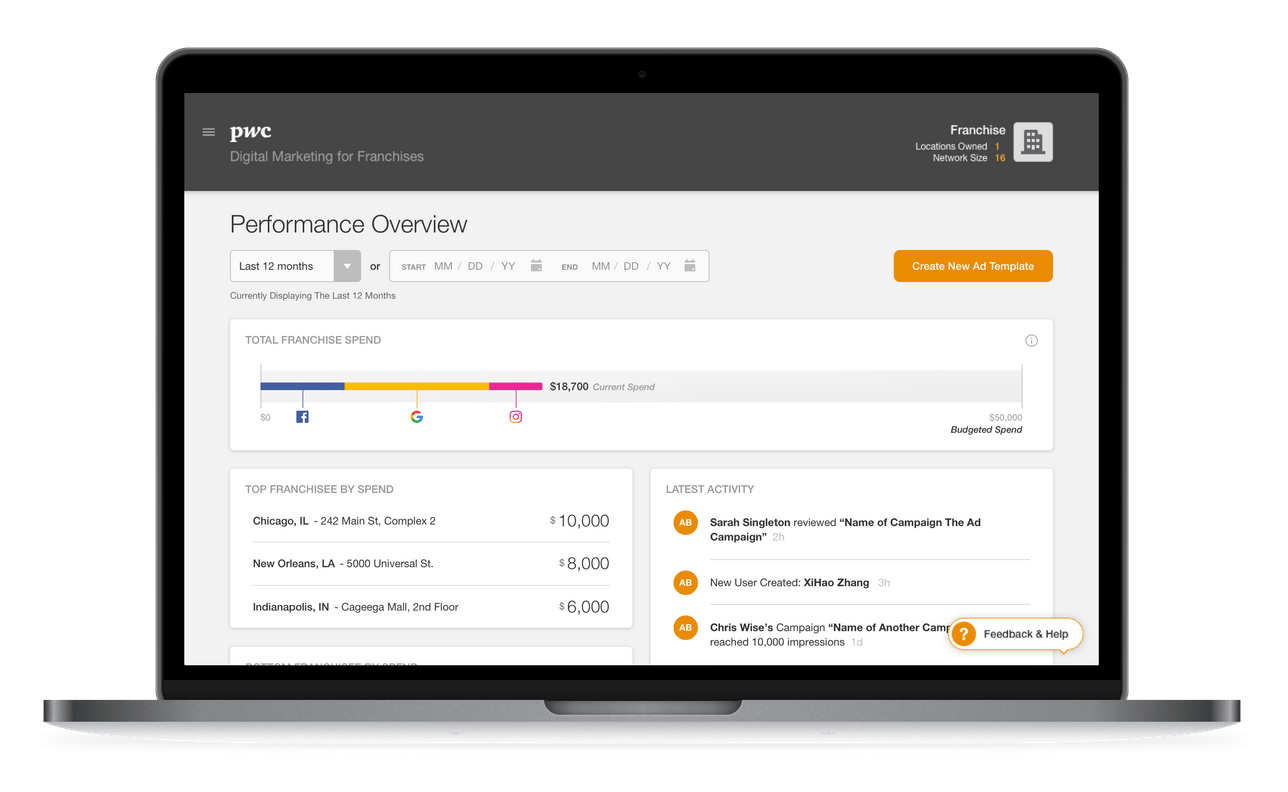 pwc
Digital Marketing for Franchises
Franchise
Locations Owned 1
Network Size 16
Performance Overview
Last 12 months or START MM / DD / YY END MM / DD / YY
Create New Ad Template
Currently Displaying The Last 12 Months
TOTAL FRANCHISE SPEND
$18,700 Current Spend
$0
$50,000
Budgeted Spend
TOP FRANCHISEE BY SPEND
Chicago, IL - 242 Main St, Complex 2 $ 10,000
New Orleans, LA - 5000 Universal St. $ 8,000
Indianapolis, IN - Cageega Mall, 2nd Floor $ 6,000
BOTTOM FRANCHISEE BY SPEND
LATEST ACTIVITY
AB Sarah Singleton reviewed “Name of Campaign The Ad
Campaign” 2h
AB New User Created: XiHao Zhang 3h
AB Chris Wise’s Campaign “Name of Another
reached 10,000 impressions 1d
? Feedback & Help